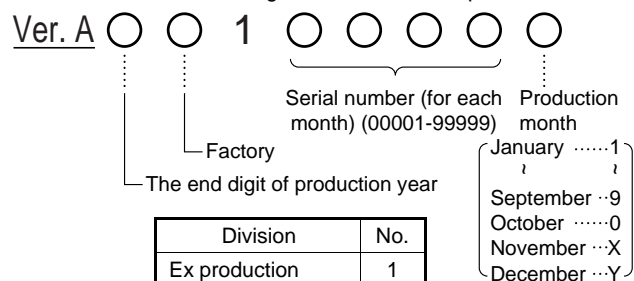 Ver. A ○ ○ 1 ○ ○ ○ ○ ○
Serial number (for each
month) (00001-99999)
Production
month
January ······1
~ ~
September ··9
October ······0
November ···X
December ···Y
Factory
The end digit of production year
Division No.
Ex production 1